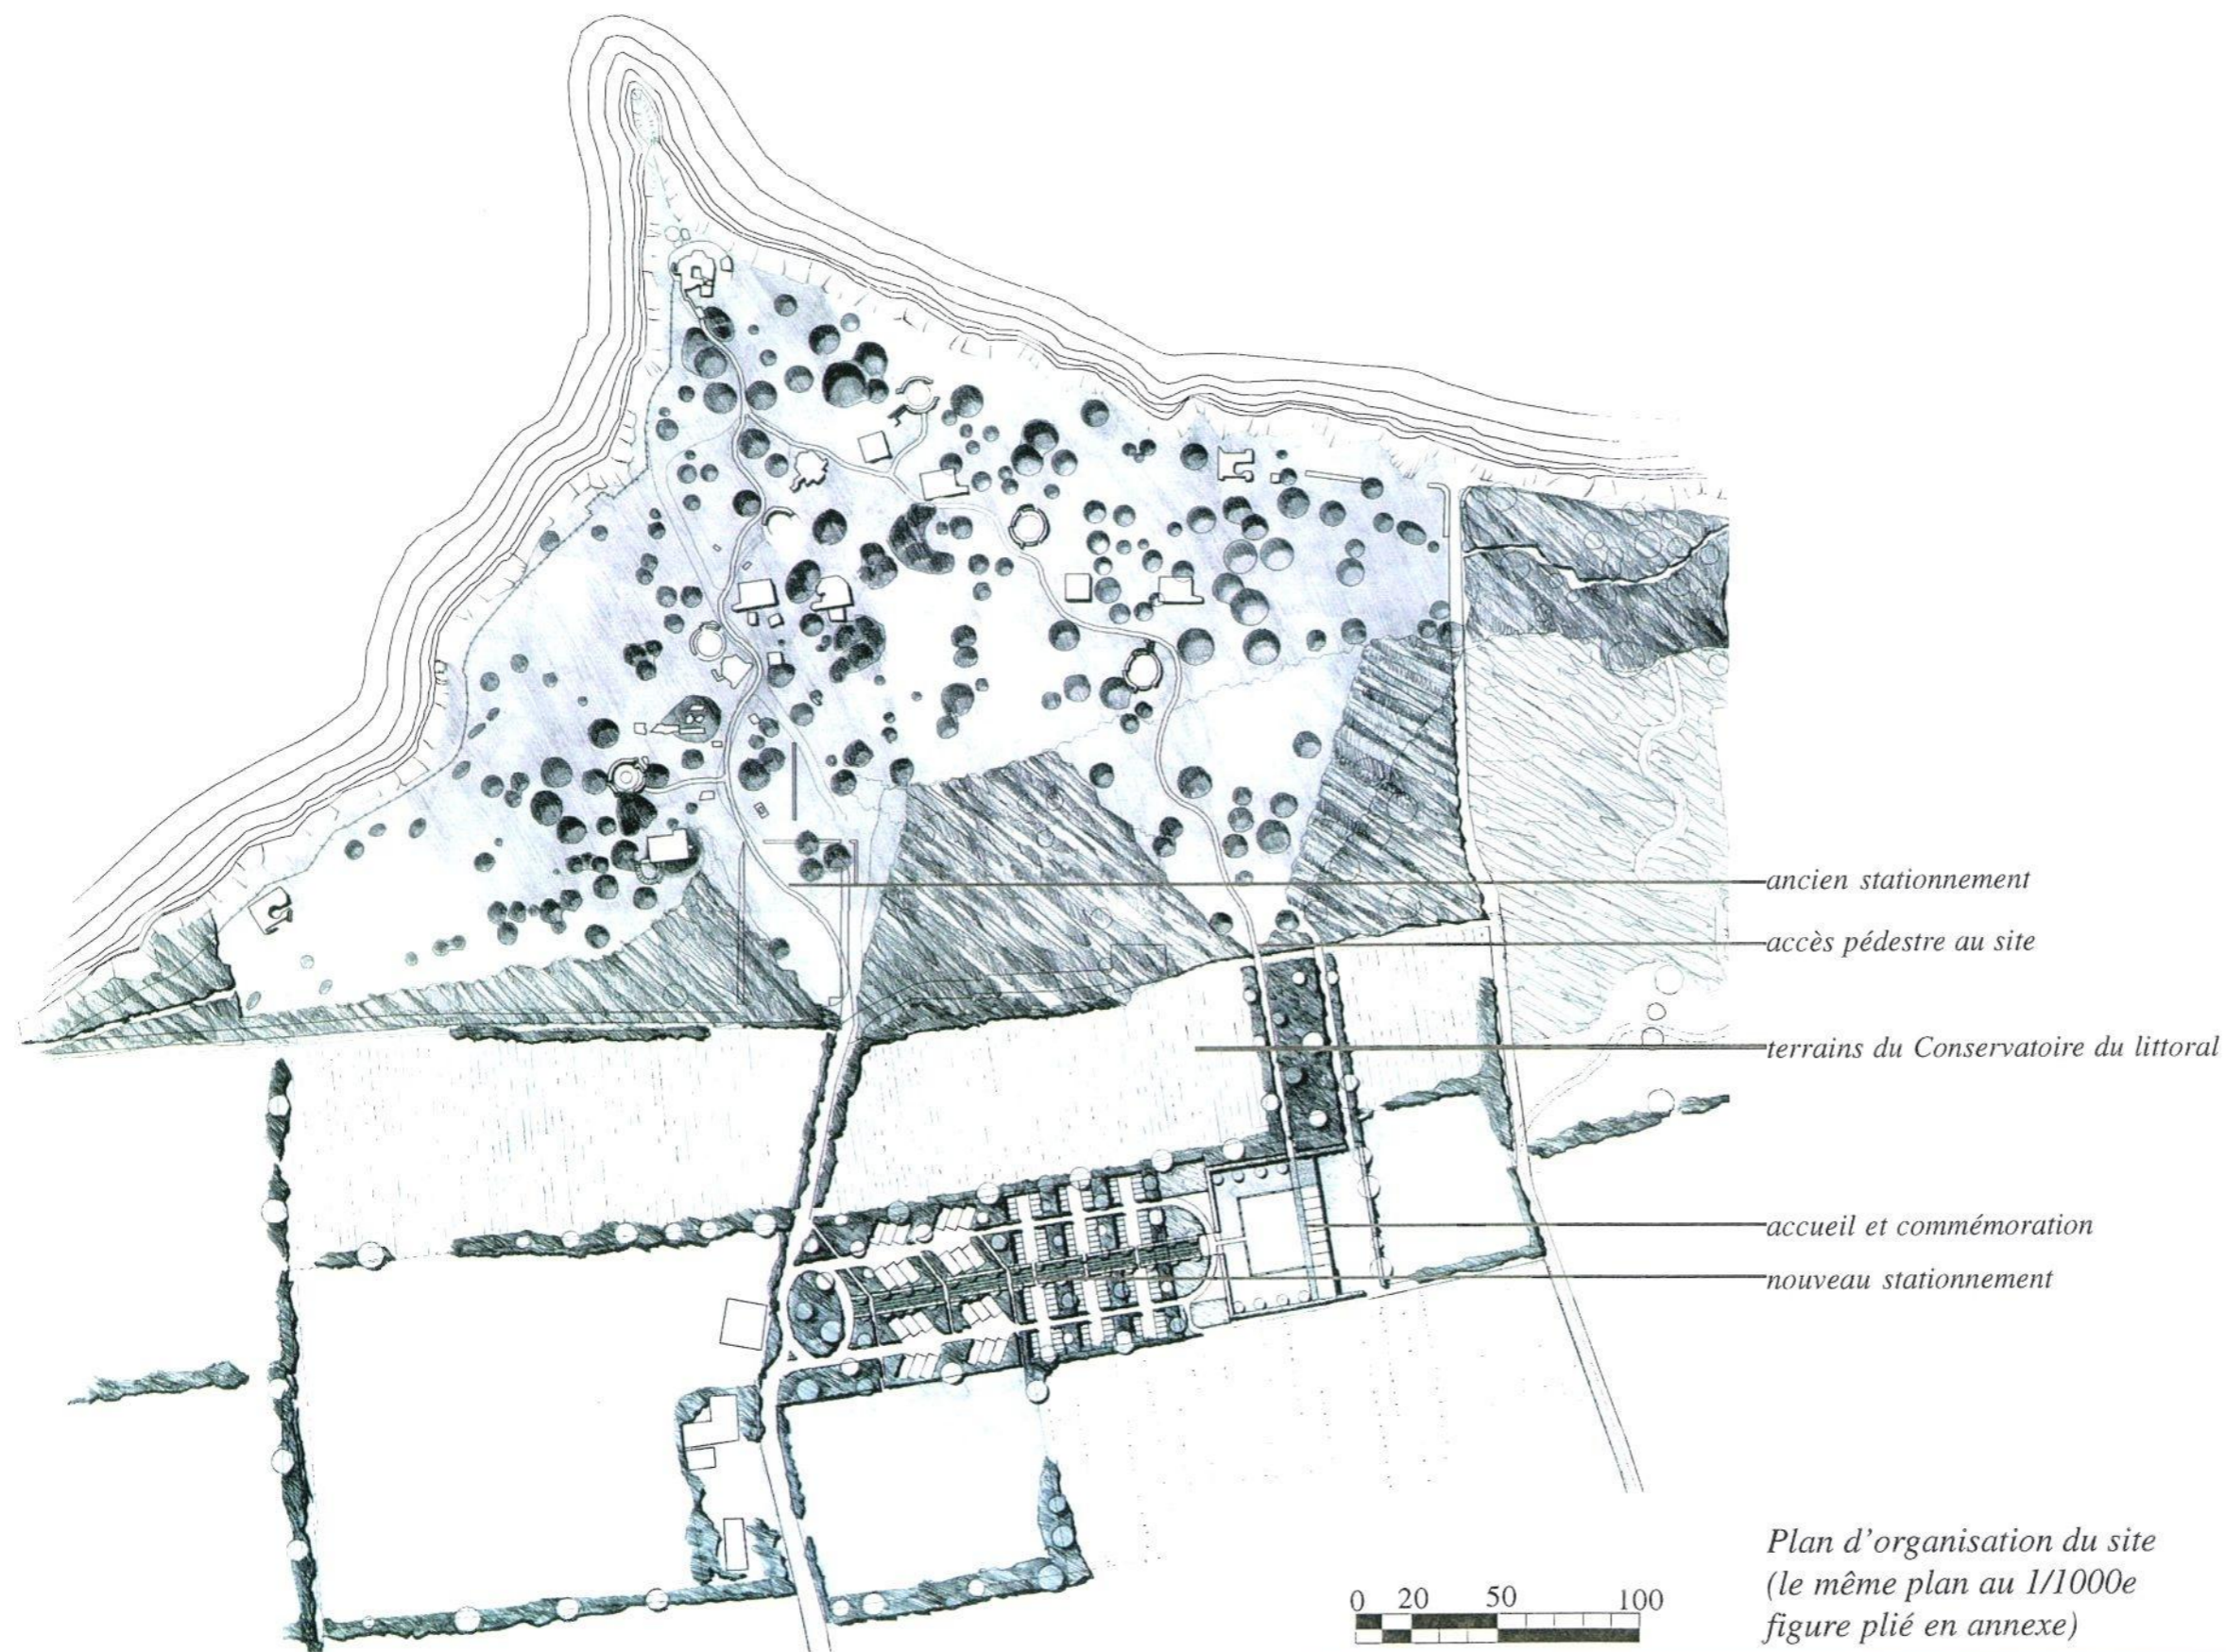 ancien stationnement
accès pédestre au site
terrains du Conservatoire du littoral
accueil et commémoration
nouveau stationnement
0 20 50 100
Plan d'organisation du site
(le même plan au 1/1000e
figure plié en annexe)